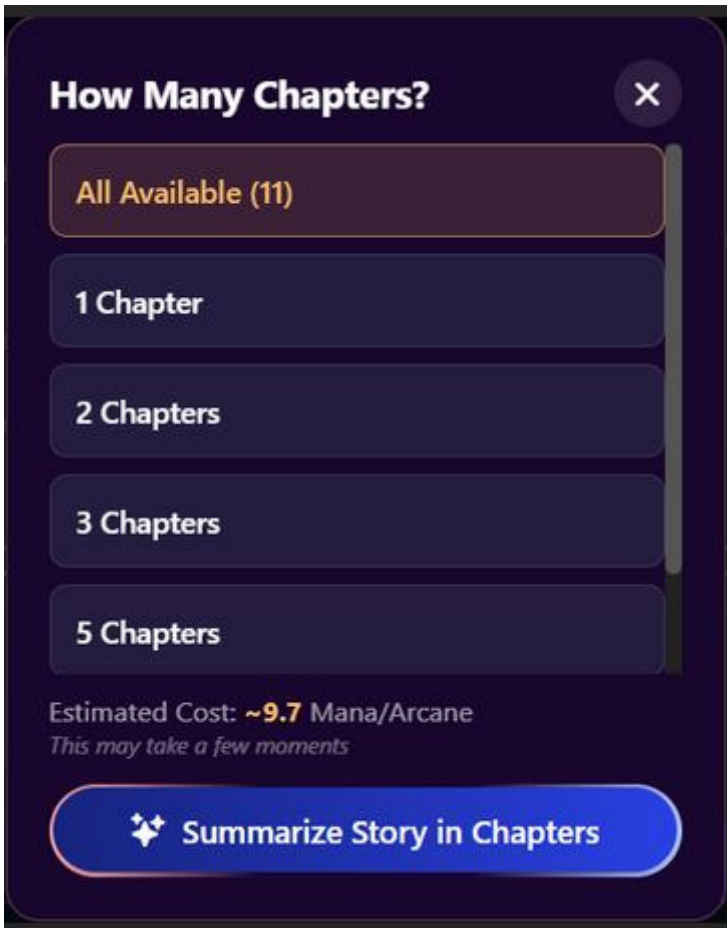 How Many Chapters?
All Available (11)
1 Chapter
2 Chapters
3 Chapters
5 Chapters
Estimated Cost: ~9.7 Mana/Arcane
This may take a few moments
Summarize Story in Chapters